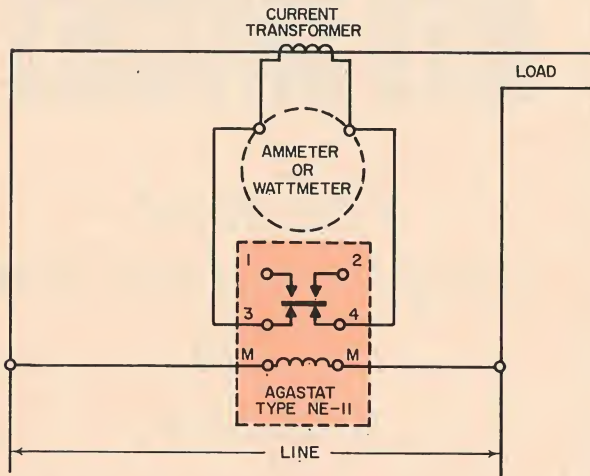 CURRENT
TRANSFORMER
LOAD
AMMETER
OR
WATTMETER
1 2
3 4
M M
AGASTAT
TYPE NE-11
LINE